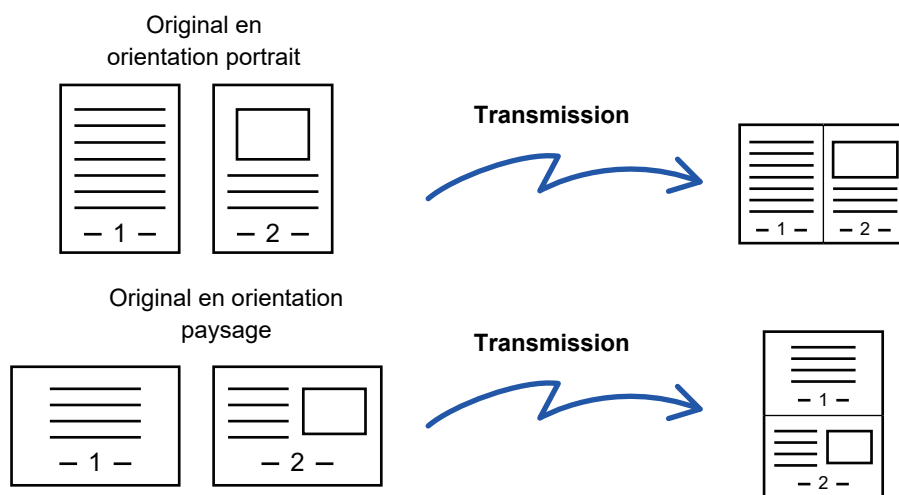 Original en
orientation portrait
Transmission
– 1 –
– 2 –
– 1 –
– 2 –
Original en orientation
paysage
Transmission
– 1 –
– 2 –
– 1 –
– 2 –